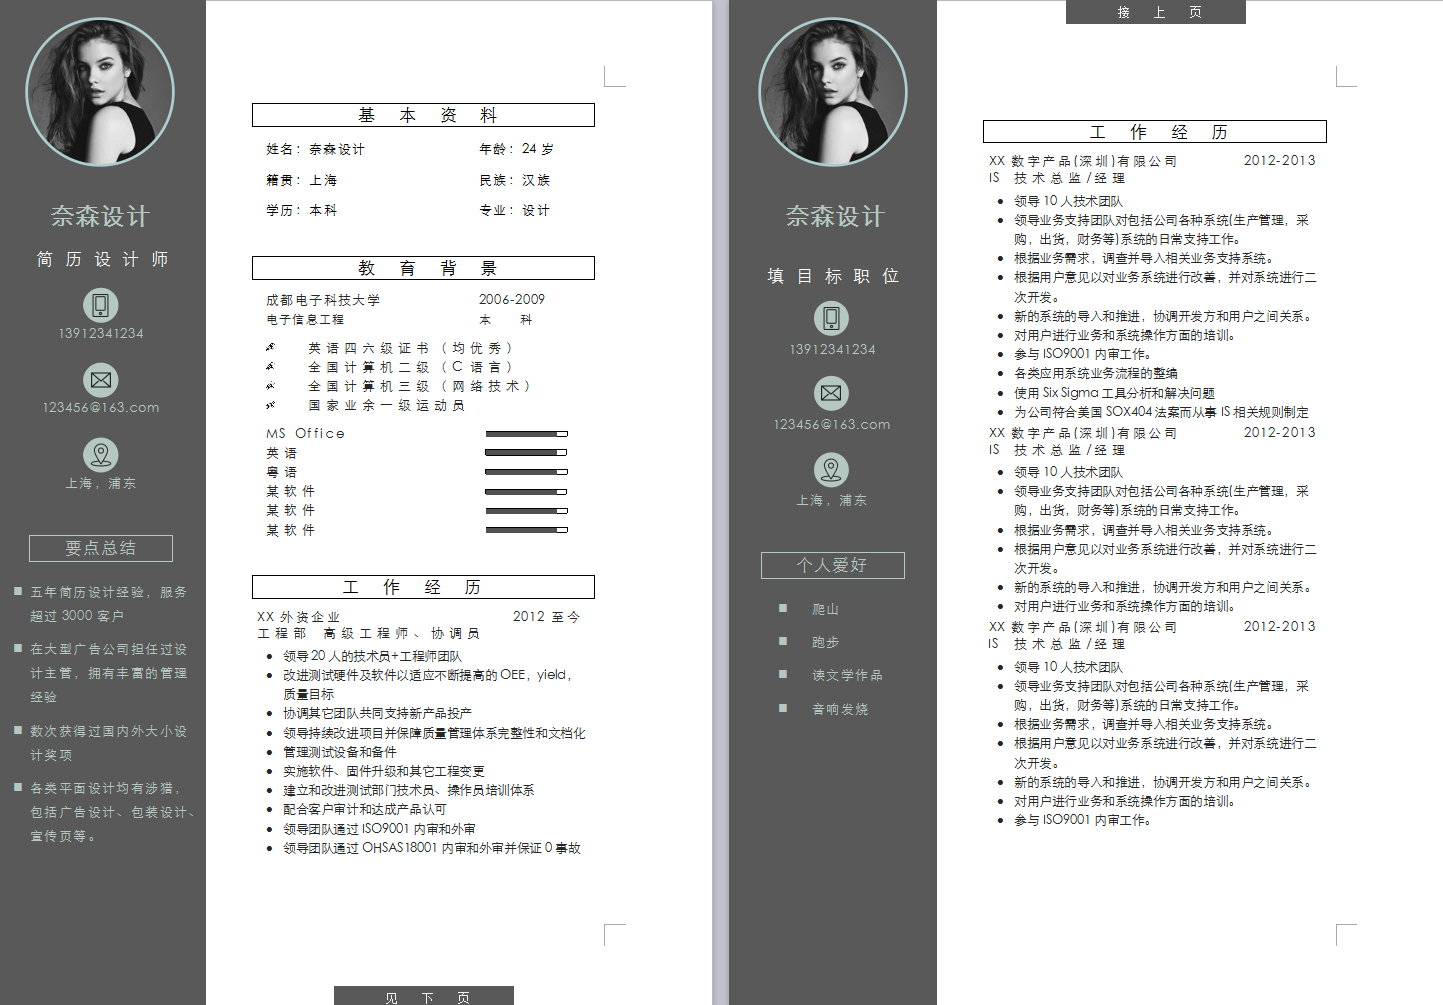 奈森设计
简历设计师
13912341234
123456@163.com
上海，浦东
要点总结
■ 五年简历设计经验，服务
超过 3000 客户
■ 在大型广告公司担任过设
计主管，拥有丰富的管理
经验
■ 数次获得过国内外大小设
计奖项
■ 各类平面设计均有涉猎，
包括广告设计、包装设计、
宣传页等。
基本资料
姓名：奈森设计 年龄：24 岁
籍贯：上海 民族：汉族
学历：本科 专业：设计
教育背景
成都电子科技大学 2006-2009
电子信息工程 本 科
英语四六级证书（均优秀）
全国计算机二级（C 语言）
全国计算机三级（网络技术）
国家业余一级运动员
MS Office
英语
粤语
某软件
某软件
某软件
工作经历
XX 外资企业 2012 至今
工程部 高级工程师、协调员
● 领导 20 人的技术员+工程师团队
● 改进测试硬件及软件以适应不断提高的 OEE，yield，
质量目标
● 协调其它团队共同支持新产品投产
● 领导持续改进项目并保障质量管理体系完整性和文档化
● 管理测试设备和备件
● 实施软件、固件升级和其它工程变更
● 建立和改进测试部门技术员、操作员培训体系
● 配合客户审计和达成产品认可
● 领导团队通过 ISO9001 内审和外审
● 领导团队通过 OHSAS18001 内审和外审并保证 0 事故
见下页
接上页
奈森设计
填目标职位
13912341234
123456@163.com
上海，浦东
个人爱好
■ 爬山
■ 跑步
■ 读文学作品
■ 音响发烧
工作经历
XX 数字产品(深圳)有限公司 2012-2013
IS 技术总监/经理
● 领导 10 人技术团队
● 领导业务支持团队对包括公司各种系统(生产管理，采
购，出货，财务等)系统的日常支持工作。
● 根据业务需求，调查并导入相关业务支持系统。
● 根据用户意见以对业务系统进行改善，并对系统进行二
次开发。
● 新的系统的导入和推进，协调开发方和用户之间关系。
● 对用户进行业务和系统操作方面的培训。
● 参与 ISO9001 内审工作。
● 各类应用系统业务流程的整编
● 使用 Six Sigma 工具分析和解决问题
● 为公司符合美国 SOX404 法案而从事 IS 相关规则制定
XX 数字产品(深圳)有限公司 2012-2013
IS 技术总监/经理
● 领导 10 人技术团队
● 领导业务支持团队对包括公司各种系统(生产管理，采
购，出货，财务等)系统的日常支持工作。
● 根据业务需求，调查并导入相关业务支持系统。
● 根据用户意见以对业务系统进行改善，并对系统进行二
次开发。
● 新的系统的导入和推进，协调开发方和用户之间关系。
● 对用户进行业务和系统操作方面的培训。
XX 数字产品(深圳)有限公司 2012-2013
IS 技术总监/经理
● 领导 10 人技术团队
● 领导业务支持团队对包括公司各种系统(生产管理，采
购，出货，财务等)系统的日常支持工作。
● 根据业务需求，调查并导入相关业务支持系统。
● 根据用户意见以对业务系统进行改善，并对系统进行二
次开发。
● 新的系统的导入和推进，协调开发方和用户之间关系。
● 对用户进行业务和系统操作方面的培训。
● 参与 ISO9001 内审工作。